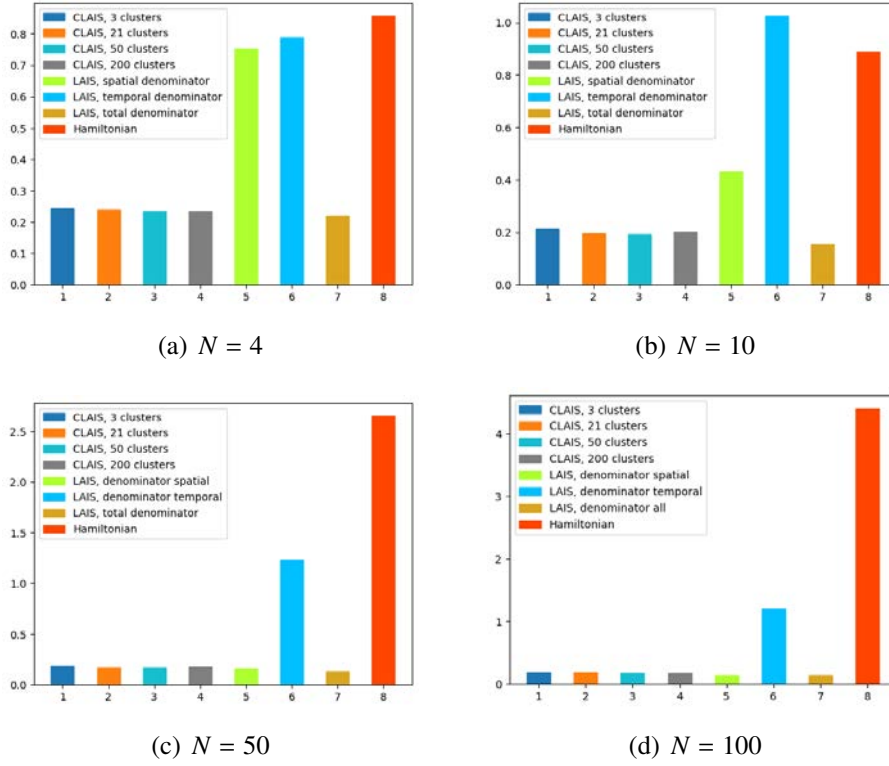 CLAIS, 3 clusters
CLAIS, 21 clusters
CLAIS, 50 clusters
CLAIS, 200 clusters
LAIS, spatial denominator
LAIS, temporal denominator
LAIS, total denominator
Hamiltonian
0.8
0.7
0.6
0.5
0.4
0.3
0.2
0.1
0.0
1 2 3 4 5 6 7 8
(a) N = 4
CLAIS, 3 clusters
CLAIS, 21 clusters
CLAIS, 50 clusters
CLAIS, 200 clusters
LAIS, spatial denominator
LAIS, temporal denominator
LAIS, total denominator
Hamiltonian
1.0
0.8
0.6
0.4
0.2
0.0
1 2 3 4 5 6 7 8
(b) N = 10
CLAIS, 3 clusters
CLAIS, 21 clusters
CLAIS, 50 clusters
CLAIS, 200 clusters
LAIS, denominator spatial
LAIS, denominator temporal
LAIS, total denominator
Hamiltonian
2.5
2.0
1.5
1.0
0.5
0.0
1 2 3 4 5 6 7 8
(c) N = 50
CLAIS, 3 clusters
CLAIS, 21 clusters
CLAIS, 50 clusters
CLAIS, 200 clusters
LAIS, denominator spatial
LAIS, denominator temporal
LAIS, denominator all
Hamiltonian
4
3
2
1
0
1 2 3 4 5 6 7 8
(d) N = 100